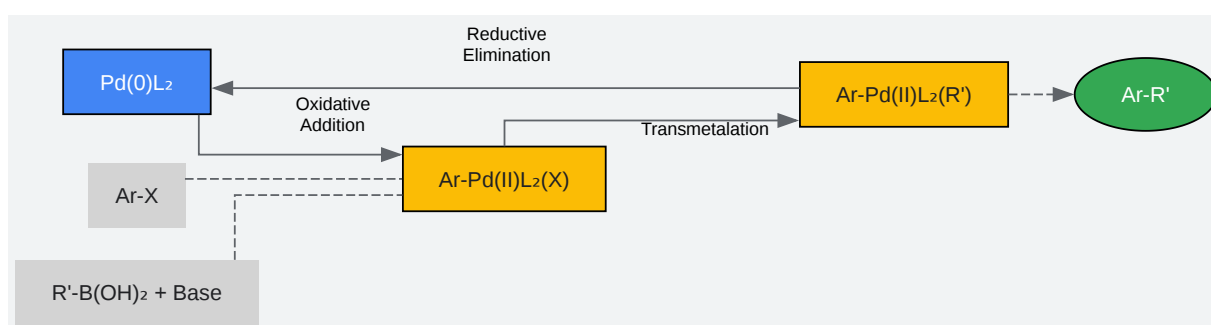 Reductive
Elimination
Pd(0)L₂
Ar-Pd(II)L₂(R')
Ar-R'
Oxidative
Addition
Transmetalation
Ar-Pd(II)L₂(X)
Ar-X
R'-B(OH)₂ + Base